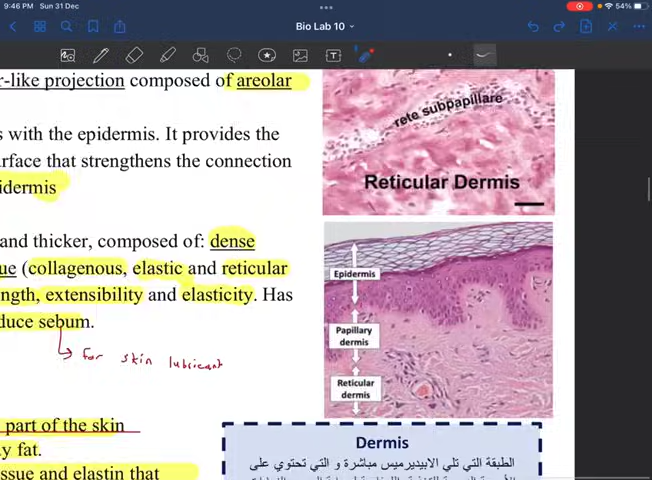 9:46 PM Sun 31 Dec
54%
Bio Lab 10
r-like projection composed of areolar
s with the epidermis. It provides the
urface that strengthens the connection
idermis
and thicker, composed of: dense
ue (collagenous, elastic and reticular
ngth, extensibility and elasticity. Has
duce sebum.
for skin lubricant
part of the skin
y fat.
issue and elastin that
rete subpapillare
Reticular Dermis
Epidermis
Papillary
dermis
Reticular
dermis
Dermis
الطبقة التي تلي الابيديرميس مباشرة و التي تحتوي على